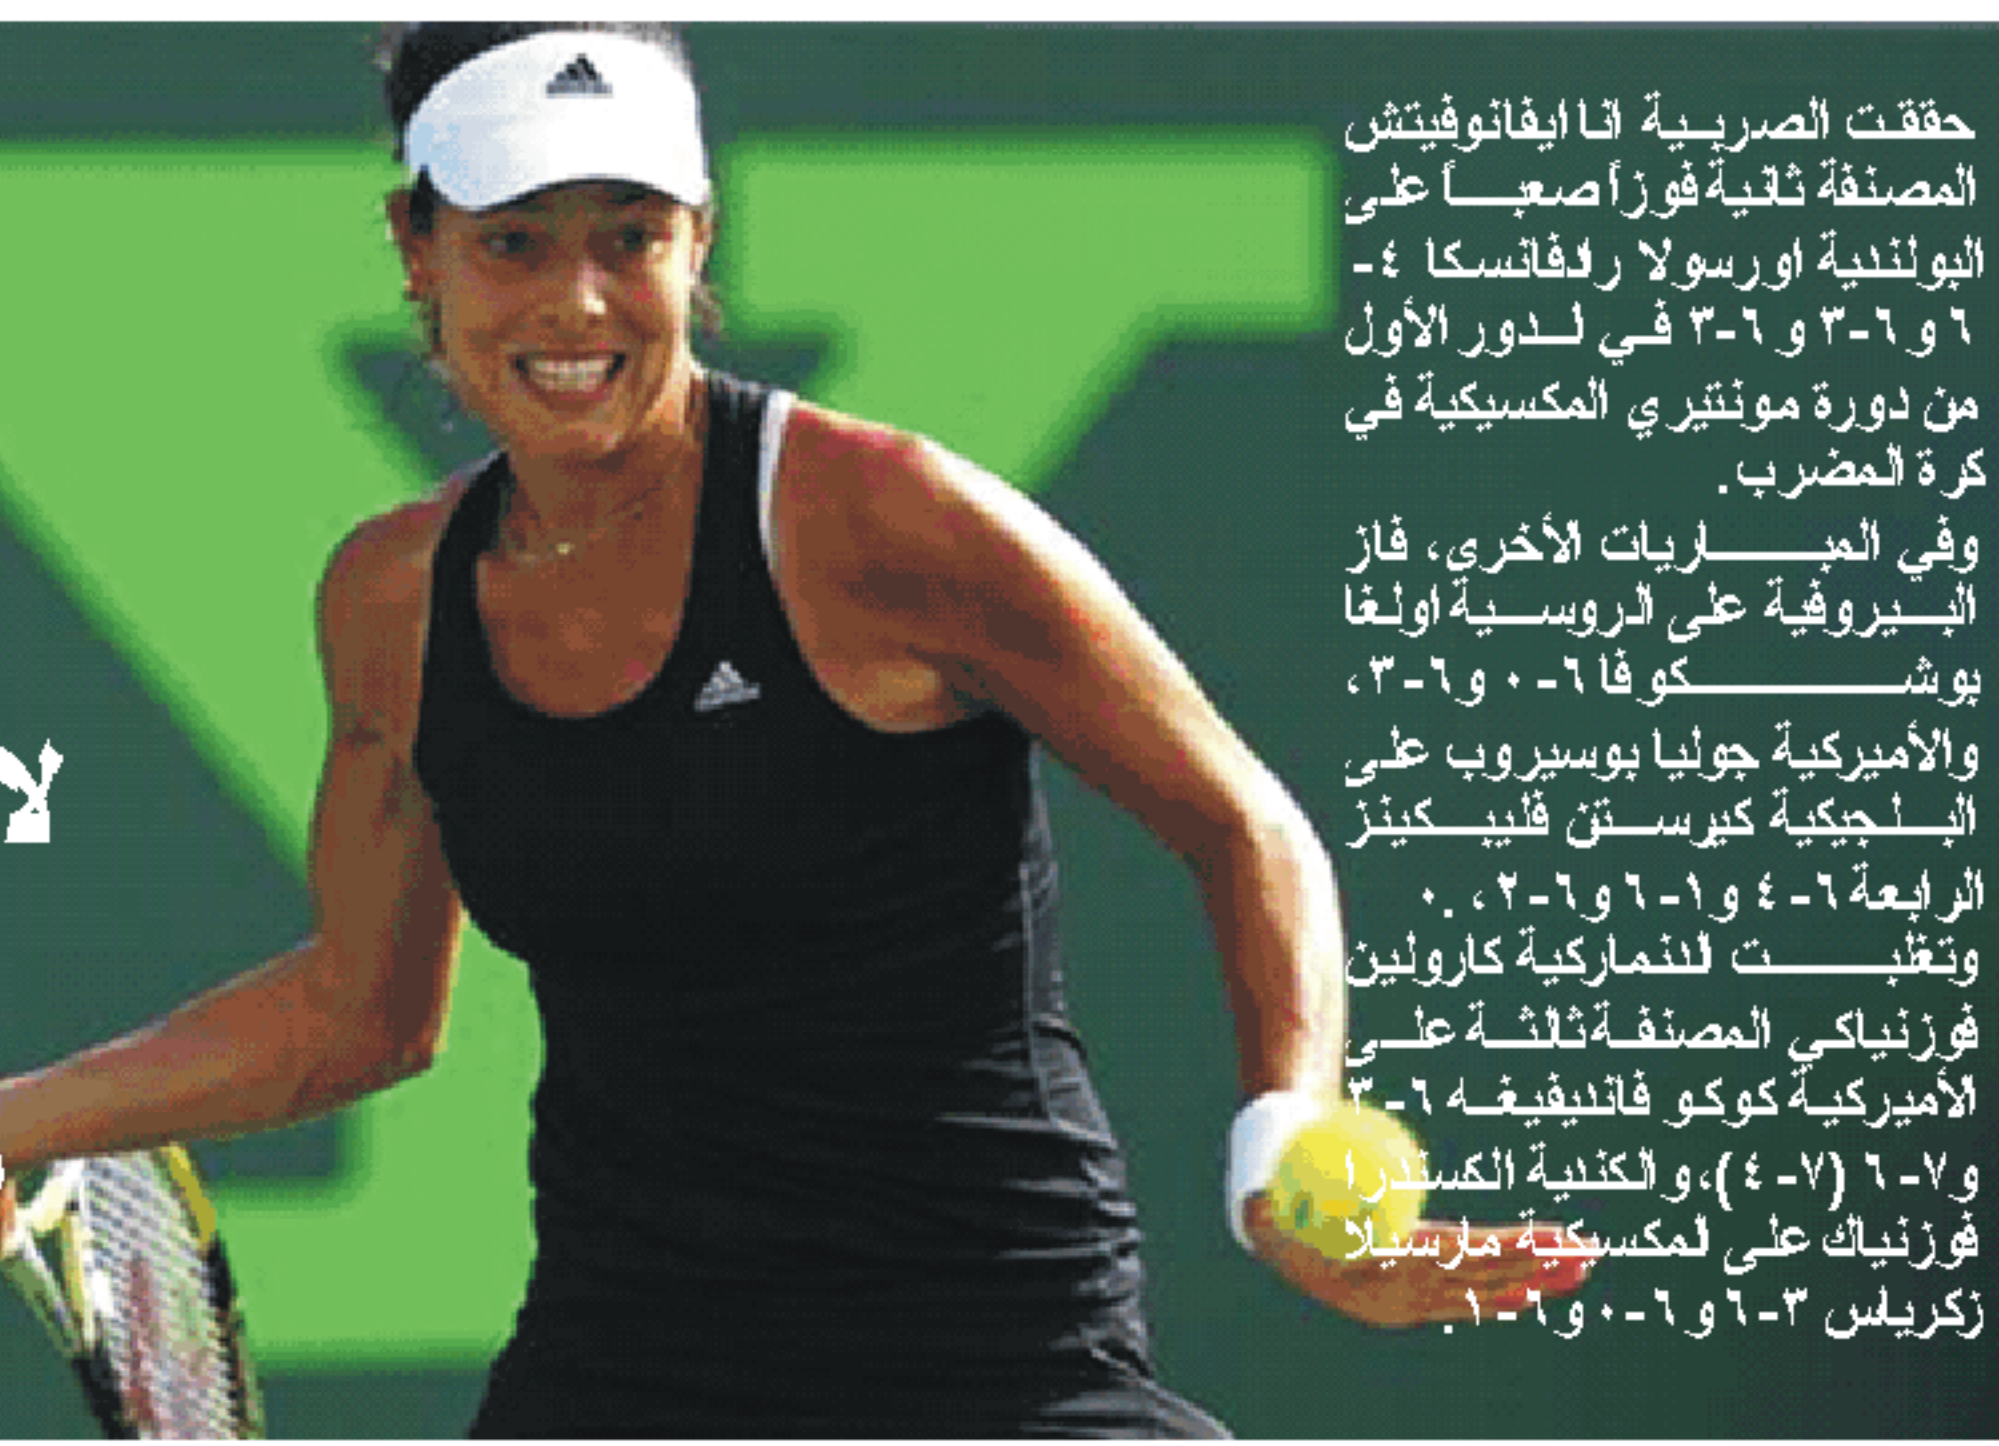 حققت الصربية انا ايفانوفيتش
المصنفة ثانية فوزاً صعباً على
البولندية اورسولا رادفانسكا ٤-
٦ و ٦-٣ و ٦-٣ في لدور الأول
من دورة مونتيري المكسيكية في
كرة المضرب.
وفي المباريات الأخرى، فاز
البيروفية على الروسية اولغا
بوشكوفا ٦-٠ و٦-٣،
والأميركية جوليا بوسيروب على
البلجيكية كيرستن فليبكينز
الرابعة ٦-٤ و١-٦ و٦-٢، .٠
وتغلبت لدنماركية كارولين
فوزنياكي المصنفة ثالثة على
الأميركية كوكو فانديفيغه ٦-٣
و٧-٦ (٧-٤)، والكندية الكسندرا
فوزنياك على لمكسيكية مارسيلا
زكرياس ٣-٦ و ٦-٠ و٦-١.